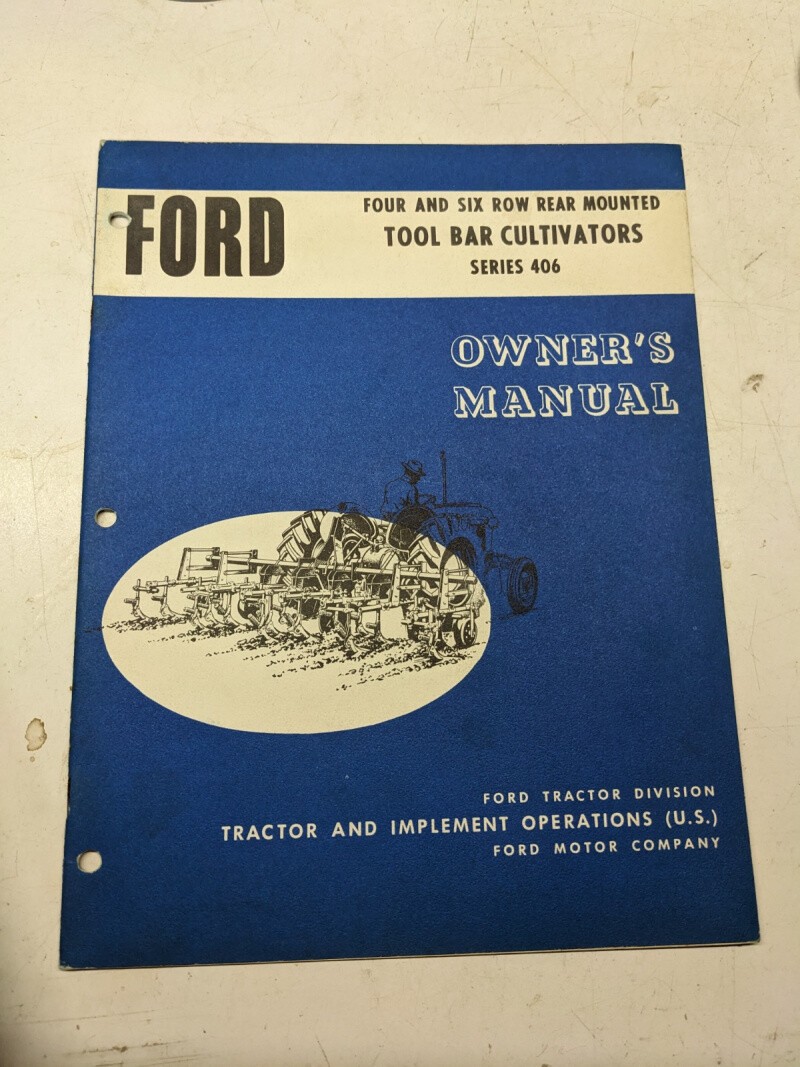 FORD
FOUR AND SIX ROW REAR MOUNTED
TOOL BAR CULTIVATORS
SERIES 406
OWNER'S
MANUAL
FORD TRACTOR DIVISION
TRACTOR AND IMPLEMENT OPERATIONS (U.S.)
FORD MOTOR COMPANY